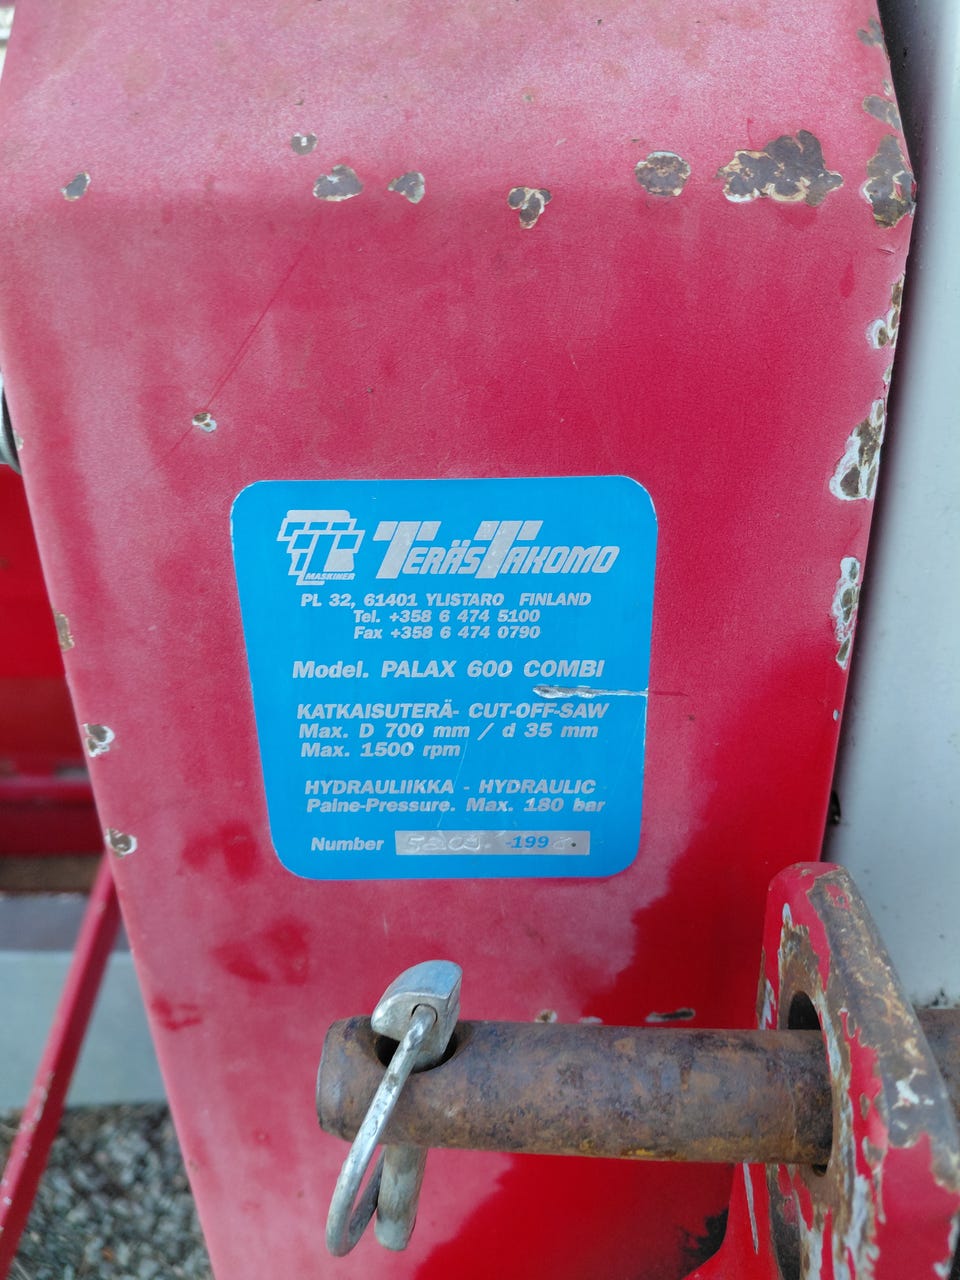 TL MASKINER TERÄSTAKOMO
PL 32, 61401 YLISTARO FINLAND
Tel. +358 6 474 5100
Fax +358 6 474 0790
Model. PALAX 600 COMBI
KATKAISUTERÄ- CUT-OFF-SAW
Max. D 700 mm / d 35 mm
Max. 1500 rpm
HYDRAULIIKKA - HYDRAULIC
Paine-Pressure. Max. 180 bar
Number -199